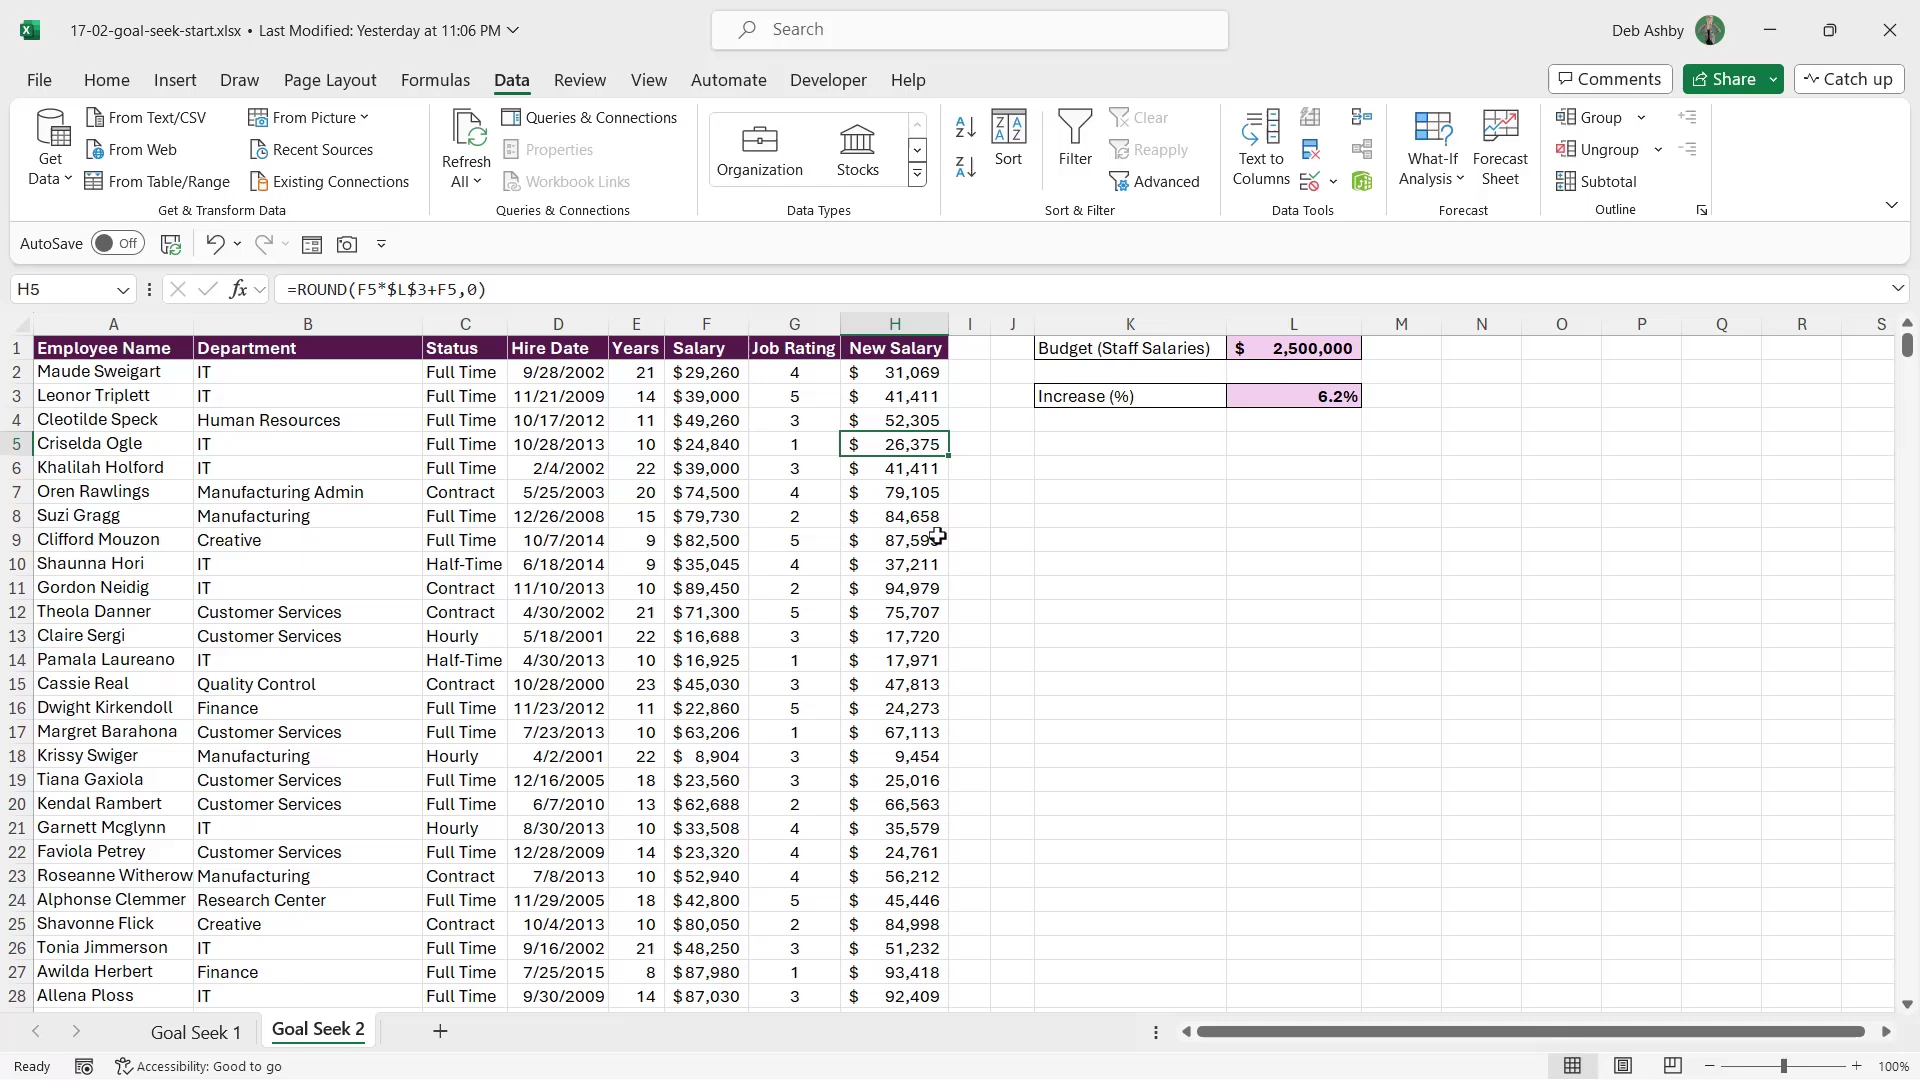 17-02-goal-seek-start.xlsx • Last Modified: Yesterday at 11:06 PM
Search
Deb Ashby
File Home Insert Draw Page Layout Formulas Data Review View Automate Developer Help
Comments Share Catch up
Get Data
From Text/CSV
From Web
From Table/Range
From Picture
Recent Sources
Existing Connections
Get & Transform Data
Refresh All
Queries & Connections
Properties
Workbook Links
Queries & Connections
Organization
Stocks
Data Types
Sort
Filter
Clear
Reapply
Advanced
Sort & Filter
Text to Columns
Data Tools
What-If Analysis
Forecast Sheet
Forecast
Group
Ungroup
Subtotal
Outline
AutoSave Off
H5 fx =ROUND(F5*$L$3+F5,0)
A B C D E F G H I J K L M N O P Q R S
1 Employee Name Department Status Hire Date Years Salary Job Rating New Salary Budget (Staff Salaries) $ 2,500,000
2 Maude Sweigart IT Full Time 9/28/2002 21 $29,260 4 $ 31,069
3 Leonor Triplett IT Full Time 11/21/2009 14 $39,000 5 $ 41,411 Increase (%) 6.2%
4 Cleotilde Speck Human Resources Full Time 10/17/2012 11 $49,260 3 $ 52,305
5 Criselda Ogle IT Full Time 10/28/2013 10 $24,840 1 $ 26,375
6 Khalilah Holford IT Full Time 2/4/2002 22 $39,000 3 $ 41,411
7 Oren Rawlings Manufacturing Admin Contract 5/25/2003 20 $74,500 4 $ 79,105
8 Suzi Gragg Manufacturing Full Time 12/26/2008 15 $79,730 2 $ 84,658
9 Clifford Mouzon Creative Full Time 10/7/2014 9 $82,500 5 $
10 Shaunna Hori IT Half-Time 6/18/2014 9 $35,045 4 $ 37,211
11 Gordon Neidig IT Contract 11/10/2013 10 $89,450 2 $ 94,979
12 Theola Danner Customer Services Contract 4/30/2002 21 $71,300 5 $ 75,707
13 Claire Sergi Customer Services Hourly 5/18/2001 22 $16,688 3 $ 17,720
14 Pamala Laureano IT Half-Time 4/30/2013 10 $16,925 1 $ 17,971
15 Cassie Real Quality Control Contract 10/28/2000 23 $45,030 3 $ 47,813
16 Dwight Kirkendoll Finance Full Time 11/23/2012 11 $22,860 5 $ 24,273
17 Margret Barahona Customer Services Full Time 7/23/2013 10 $63,206 1 $ 67,113
18 Krissy Swiger Manufacturing Hourly 4/2/2001 22 $ 8,904 3 $ 9,454
19 Tiana Gaxiola Customer Services Full Time 12/16/2005 18 $23,560 3 $ 25,016
20 Kendal Rambert Customer Services Full Time 6/7/2010 13 $62,688 2 $ 66,563
21 Garnett Mcglynn IT Hourly 8/30/2013 10 $33,508 4 $ 35,579
22 Faviola Petrey Customer Services Full Time 12/28/2009 14 $23,320 4 $ 24,761
23 Roseanne Witherow Manufacturing Contract 7/8/2013 10 $52,940 4 $ 56,212
24 Alphonse Clemmer Research Center Full Time 11/29/2005 18 $42,800 5 $ 45,446
25 Shavonne Flick Creative Contract 10/4/2013 10 $80,050 2 $ 84,998
26 Tonia Jimmerson IT Full Time 9/16/2002 21 $48,250 3 $ 51,232
27 Awilda Herbert Finance Full Time 7/25/2015 8 $87,980 1 $ 93,418
28 Allena Ploss IT Full Time 9/30/2009 14 $87,030 3 $ 92,409
Goal Seek 1 Goal Seek 2
Ready Accessibility: Good to go 100%